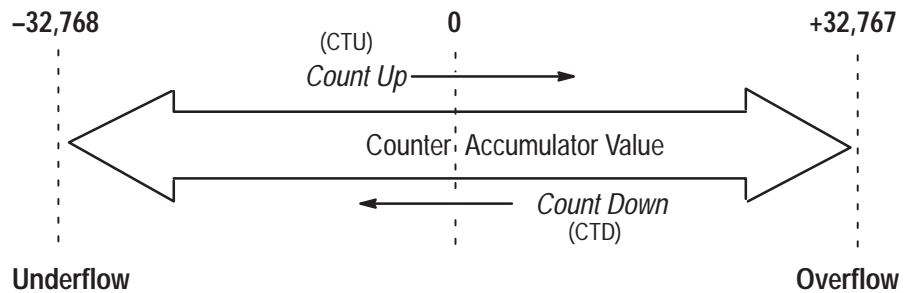 –32,768 0 +32,767
(CTU)
Count Up
Counter Accumulator Value
Count Down
(CTD)
Underflow Overflow